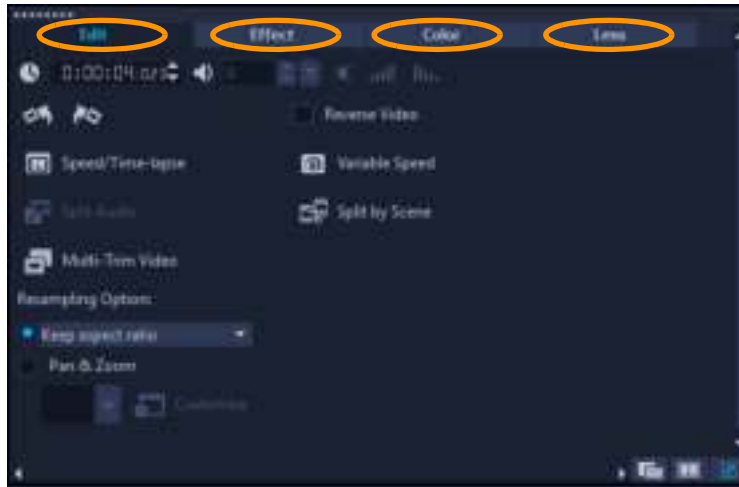 Edit Effect Color Lens
0:00:04.0
Reverse Video
Speed/Time-lapse Variable Speed
Split Audio Split by Scene
Multi-Trim Video
Resampling Option:
Keep aspect ratio
Pan & Zoom
Customize